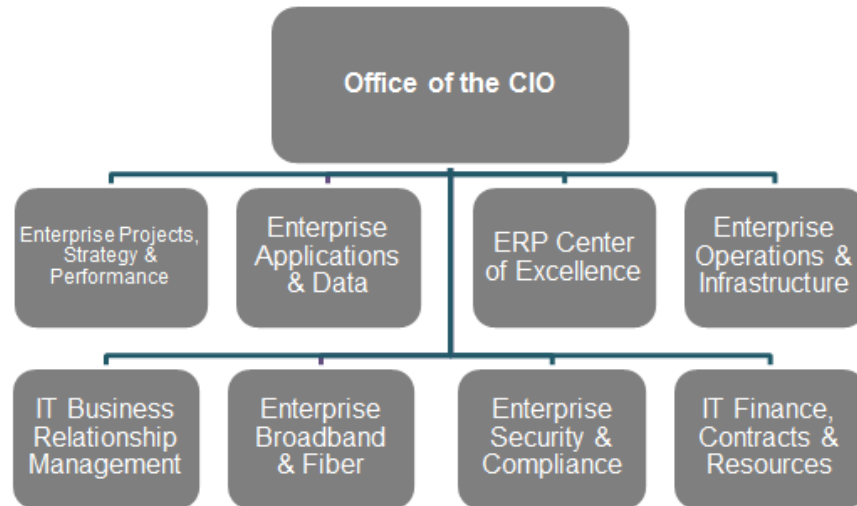 Office of the CIO
Enterprise Projects,
Strategy &
Performance
Enterprise
Applications
& Data
ERP Center
of Excellence
Enterprise
Operations &
Infrastructure
IT Business
Relationship
Management
Enterprise
Broadband
& Fiber
Enterprise
Security &
Compliance
IT Finance,
Contracts &
Resources